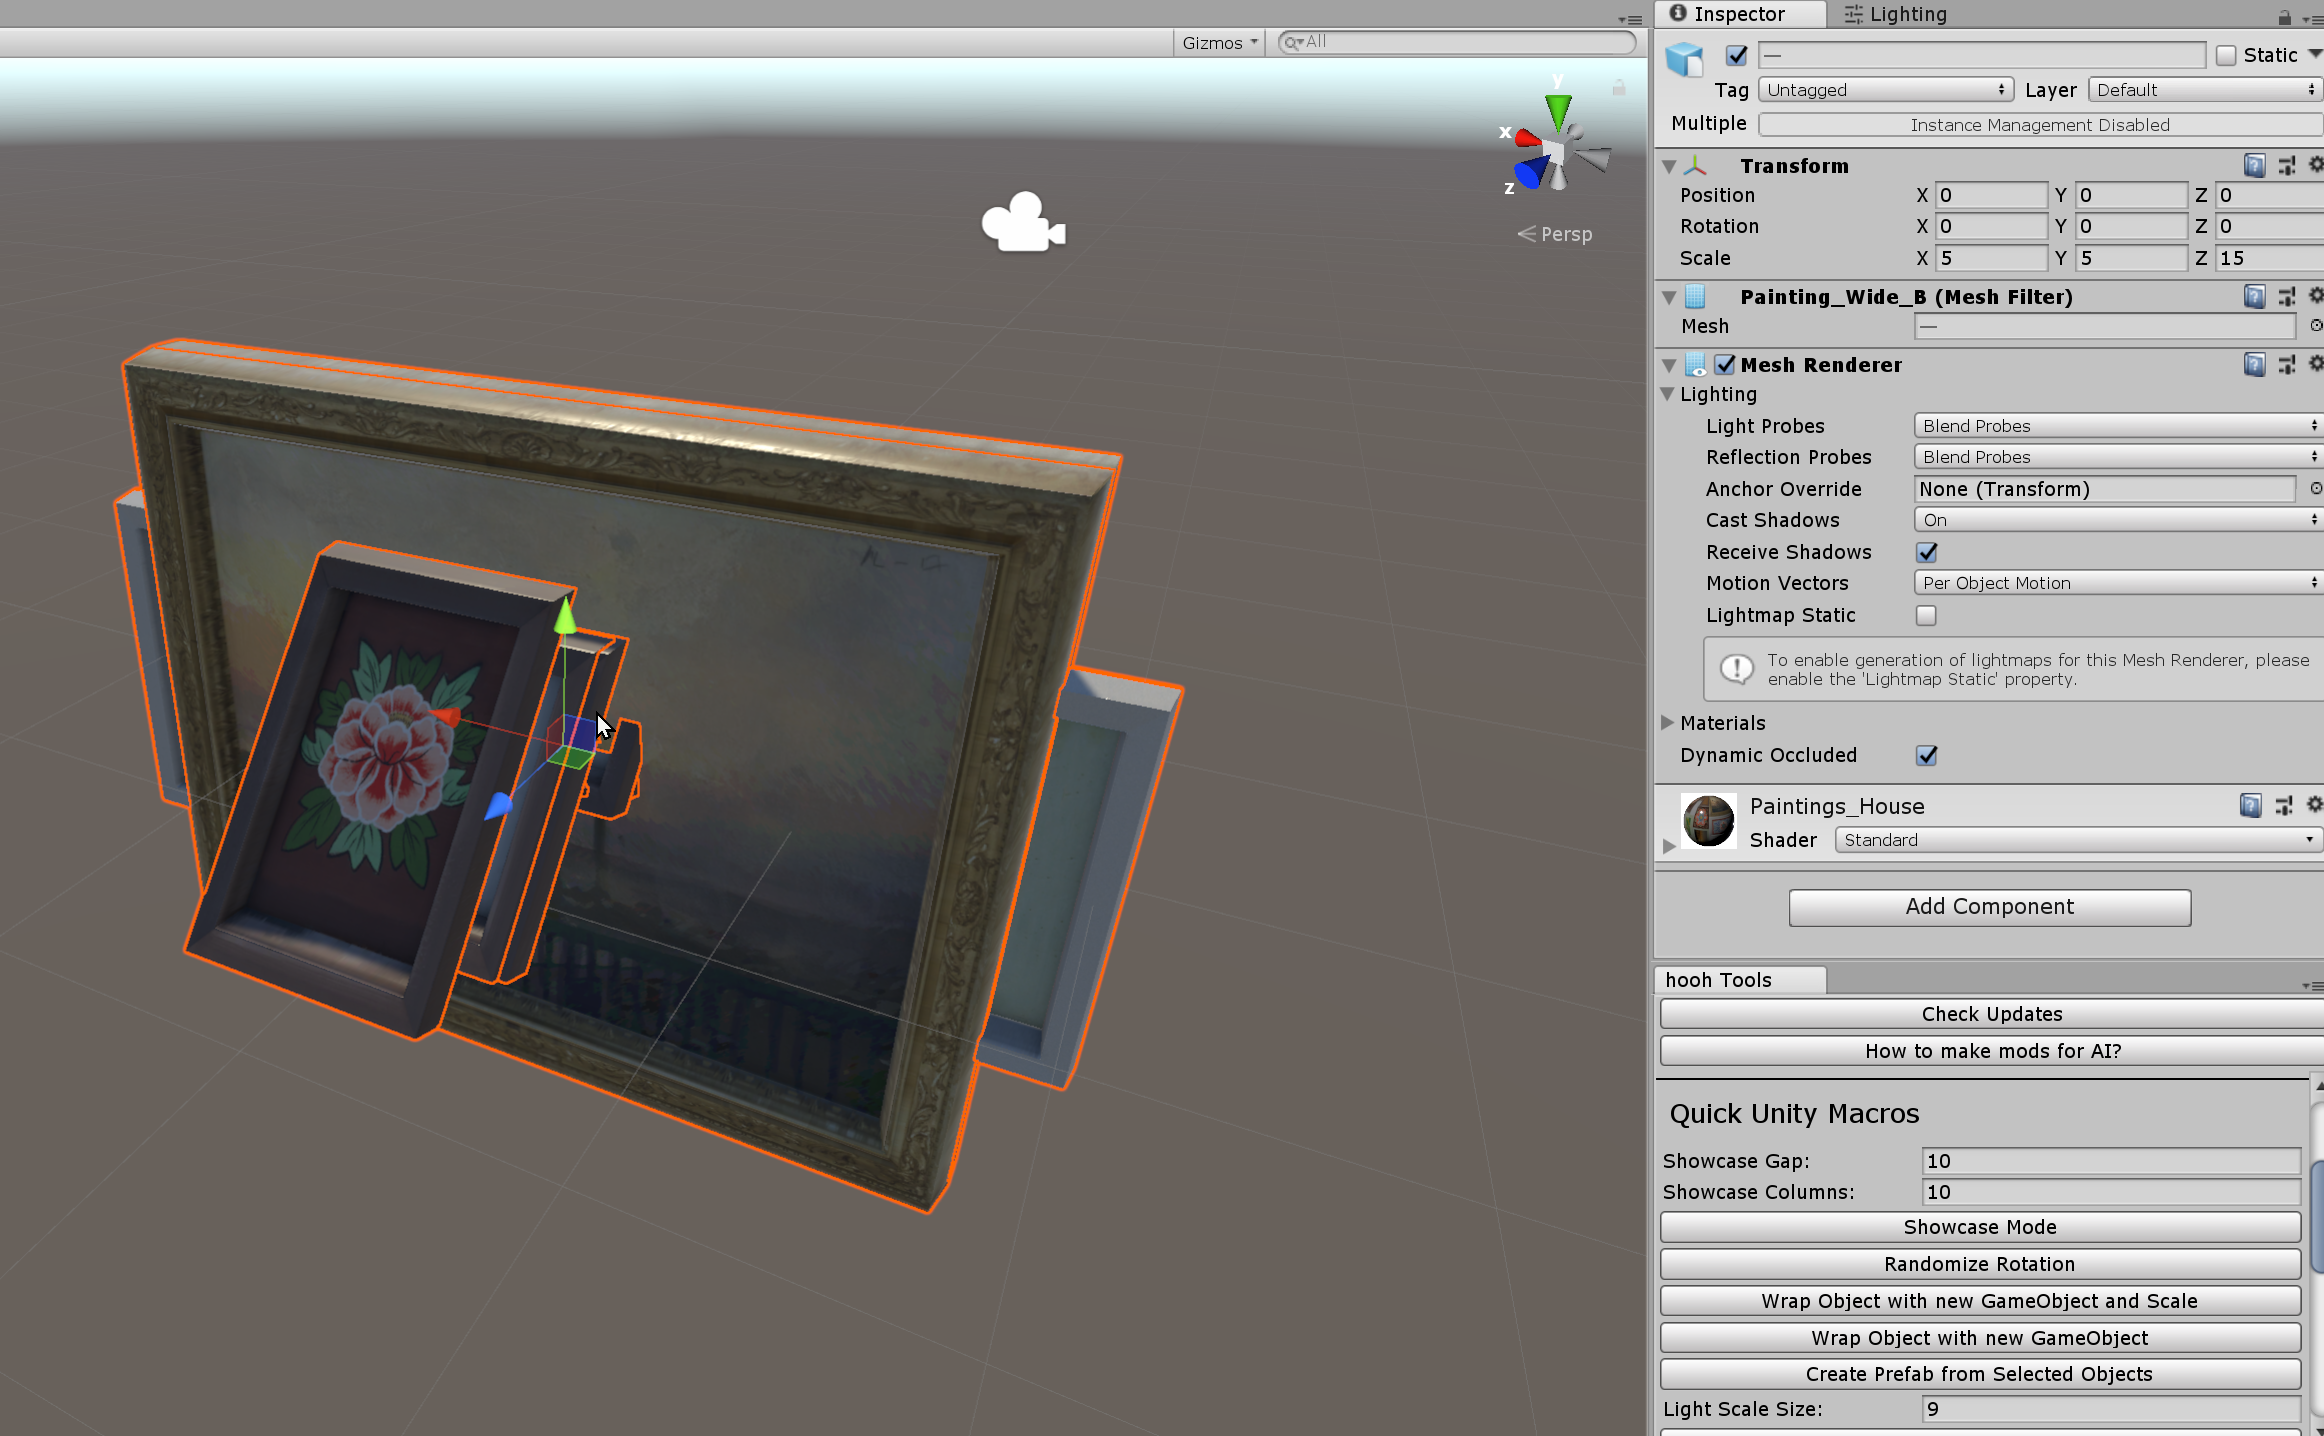 Gizmos
All
y
x
z
Persp
Inspector
Lighting
—
Static
Tag
Untagged
Layer
Default
Multiple
Instance Management Disabled
Transform
Position X 0 Y 0 Z 0
Rotation X 0 Y 0 Z 0
Scale X 5 Y 5 Z 15
Painting_Wide_B (Mesh Filter)
Mesh —
Mesh Renderer
Lighting
Light Probes Blend Probes
Reflection Probes Blend Probes
Anchor Override None (Transform)
Cast Shadows On
Receive Shadows
Motion Vectors Per Object Motion
Lightmap Static
To enable generation of lightmaps for this Mesh Renderer, please
enable the 'Lightmap Static' property.
Materials
Dynamic Occluded
Paintings_House
Shader Standard
Add Component
hooh Tools
Check Updates
How to make mods for AI?
Quick Unity Macros
Showcase Gap: 10
Showcase Columns: 10
Showcase Mode
Randomize Rotation
Wrap Object with new GameObject and Scale
Wrap Object with new GameObject
Create Prefab from Selected Objects
Light Scale Size: 9